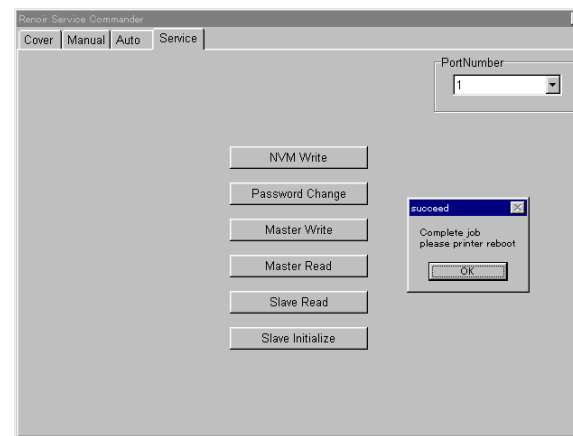 Renoir Service Commander
Cover Manual Auto Service
PortNumber
1
NVM Write
Password Change
Master Write
Master Read
Slave Read
Slave Initialize
succeed
Complete job
please printer reboot
OK